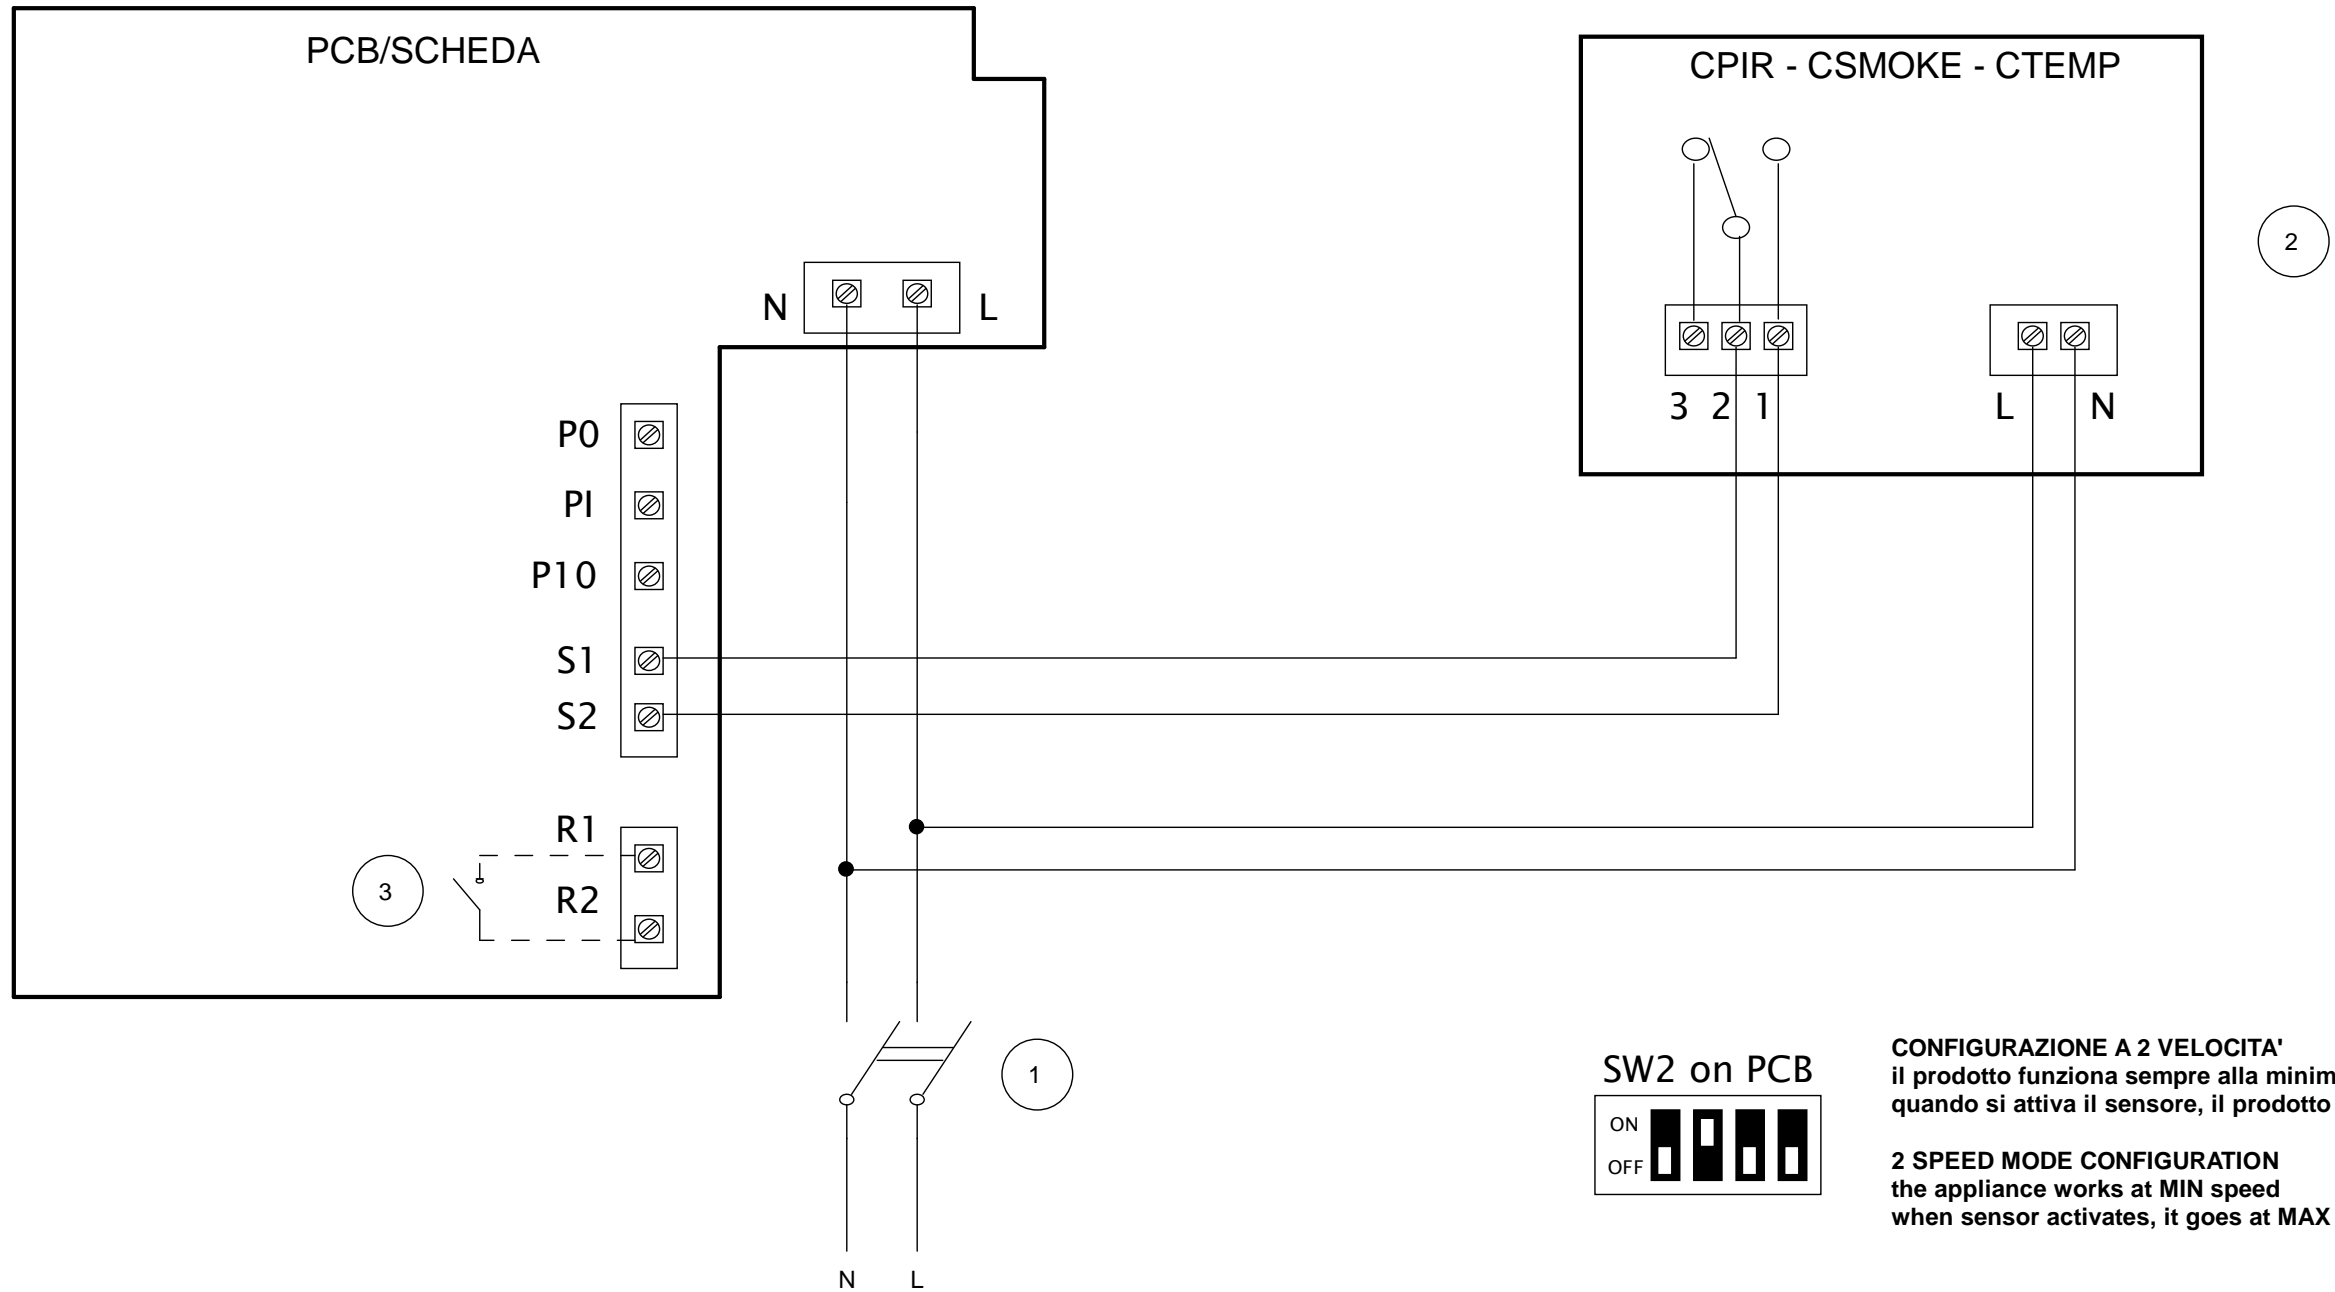 PCB/SCHEDA
CPIR - CSMOKE - CTEMP
2
N
L
3 2 1
L N
P0
PI
P10
S1
S2
R1
R2
3
1
N L
SW2 on PCB
ON
OFF
CONFIGURAZIONE A 2 VELOCITA'
il prodotto funziona sempre alla minim
quando si attiva il sensore, il prodotto
2 SPEED MODE CONFIGURATION
the appliance works at MIN speed
when sensor activates, it goes at MAX